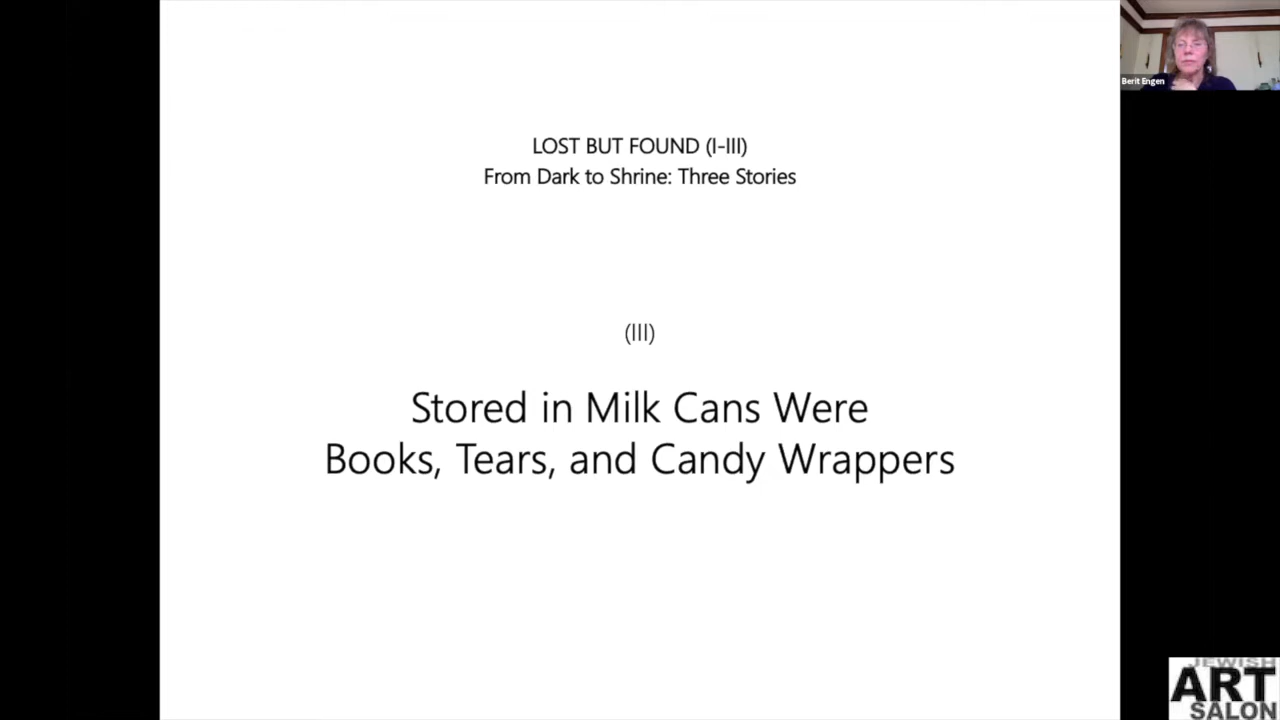 LOST BUT FOUND (I-III)
From Dark to Shrine: Three Stories
(III)
Stored in Milk Cans Were
Books, Tears, and Candy Wrappers
Berit Engen
JEWISH
ART
SALON